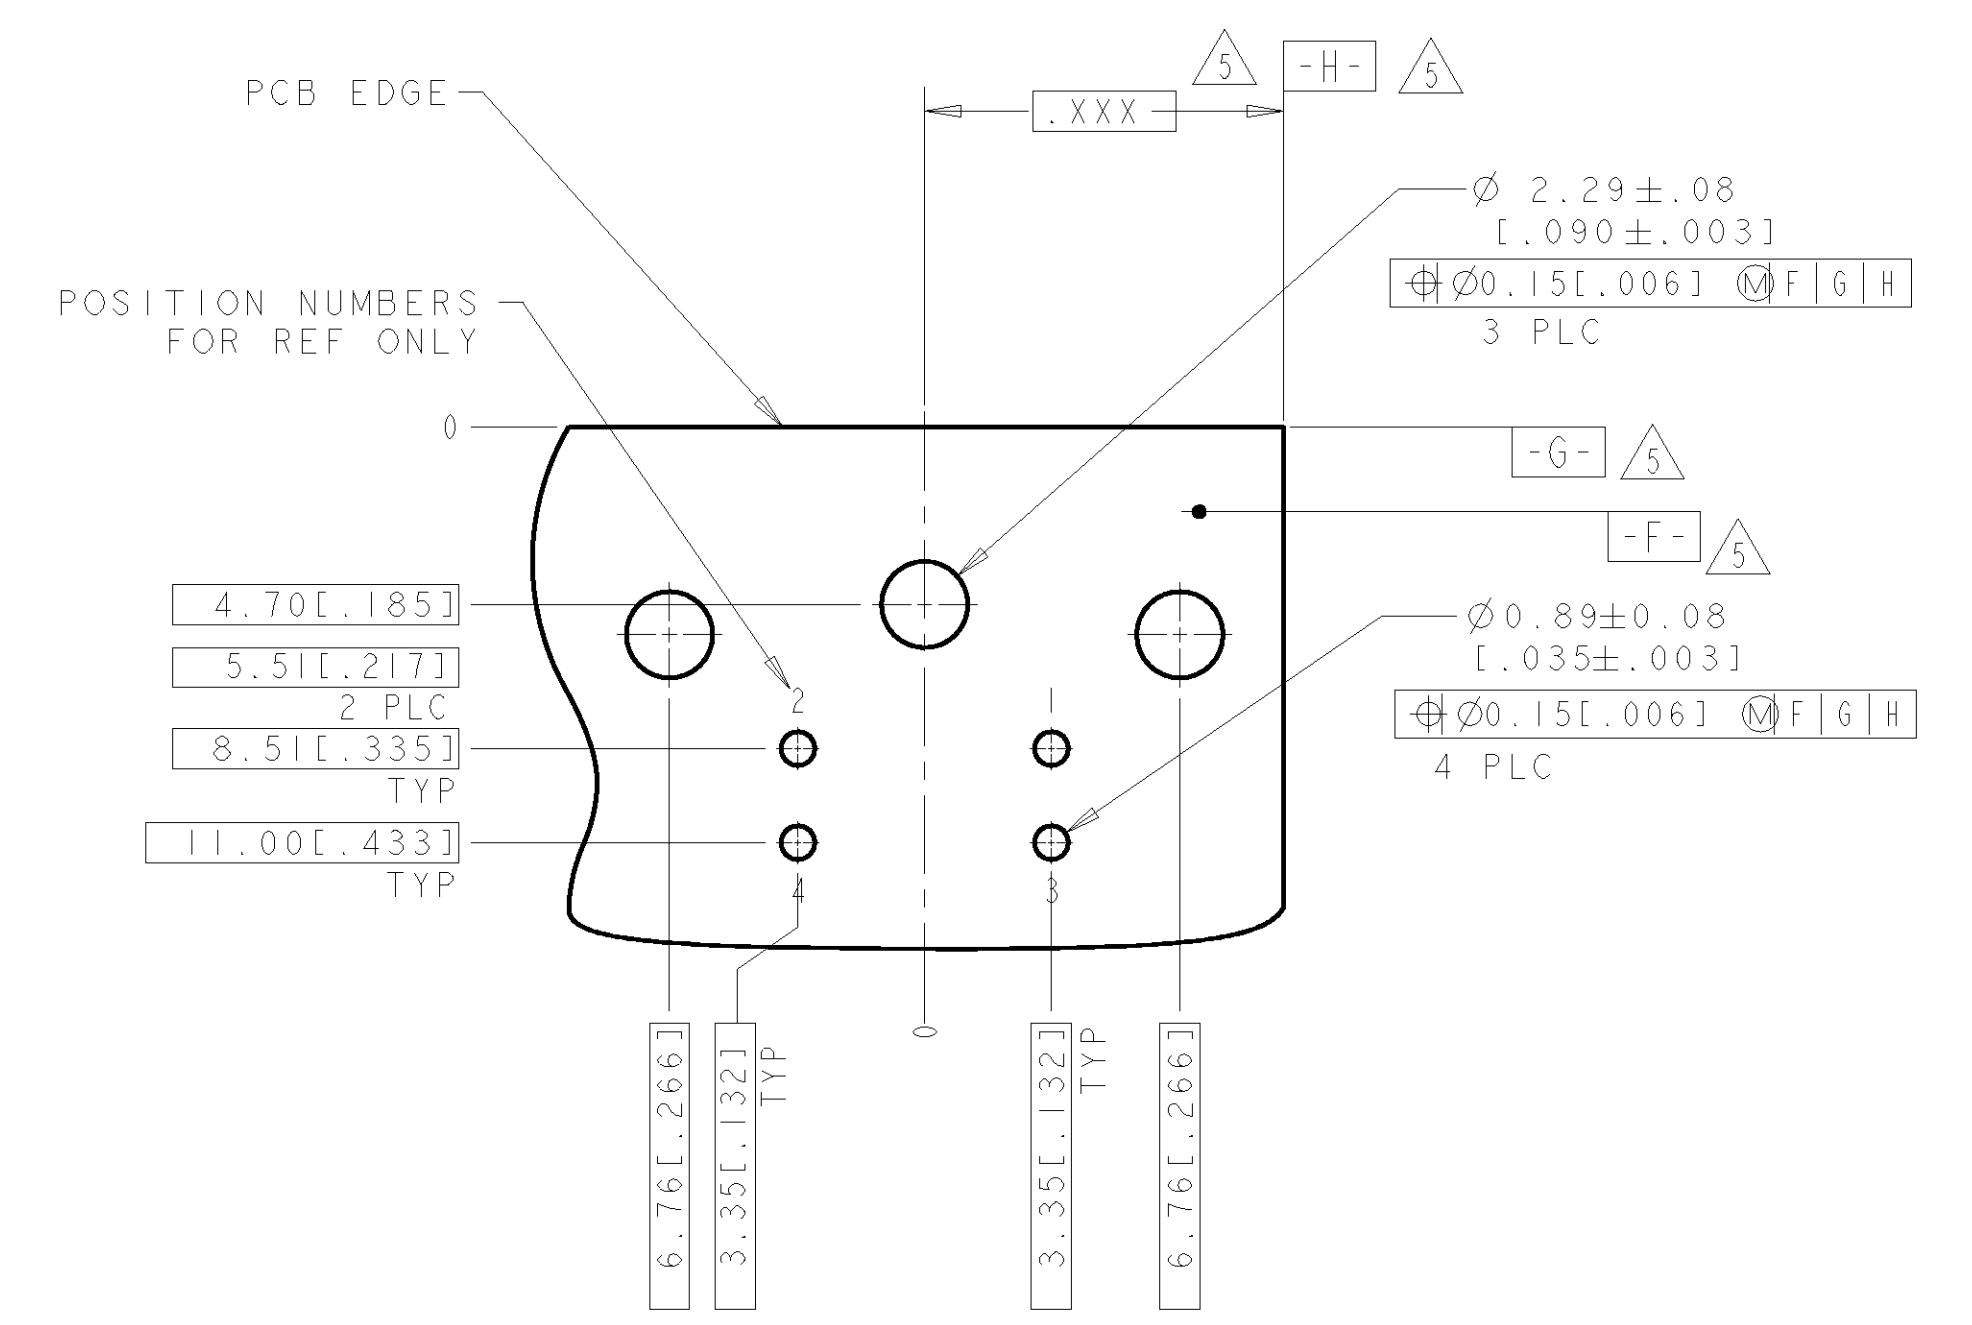 5
-H-
5
PCB EDGE
.XXX
Ø 2.29±.08
[.090±.003]
⌖ Ø0.15[.006] Ⓜ F G H
3 PLC
POSITION NUMBERS
FOR REF ONLY
0
-G-
5
-F-
5
4.70[.185]
5.51[.217]
2 PLC
8.51[.335]
TYP
11.00[.433]
TYP
Ø0.89±0.08
[.035±.003]
⌖ Ø0.15[.006] Ⓜ F G H
4 PLC
2
1
4
3
0
6.76[.266]
3.35[.132]
TYP
3.35[.132]
TYP
6.76[.266]